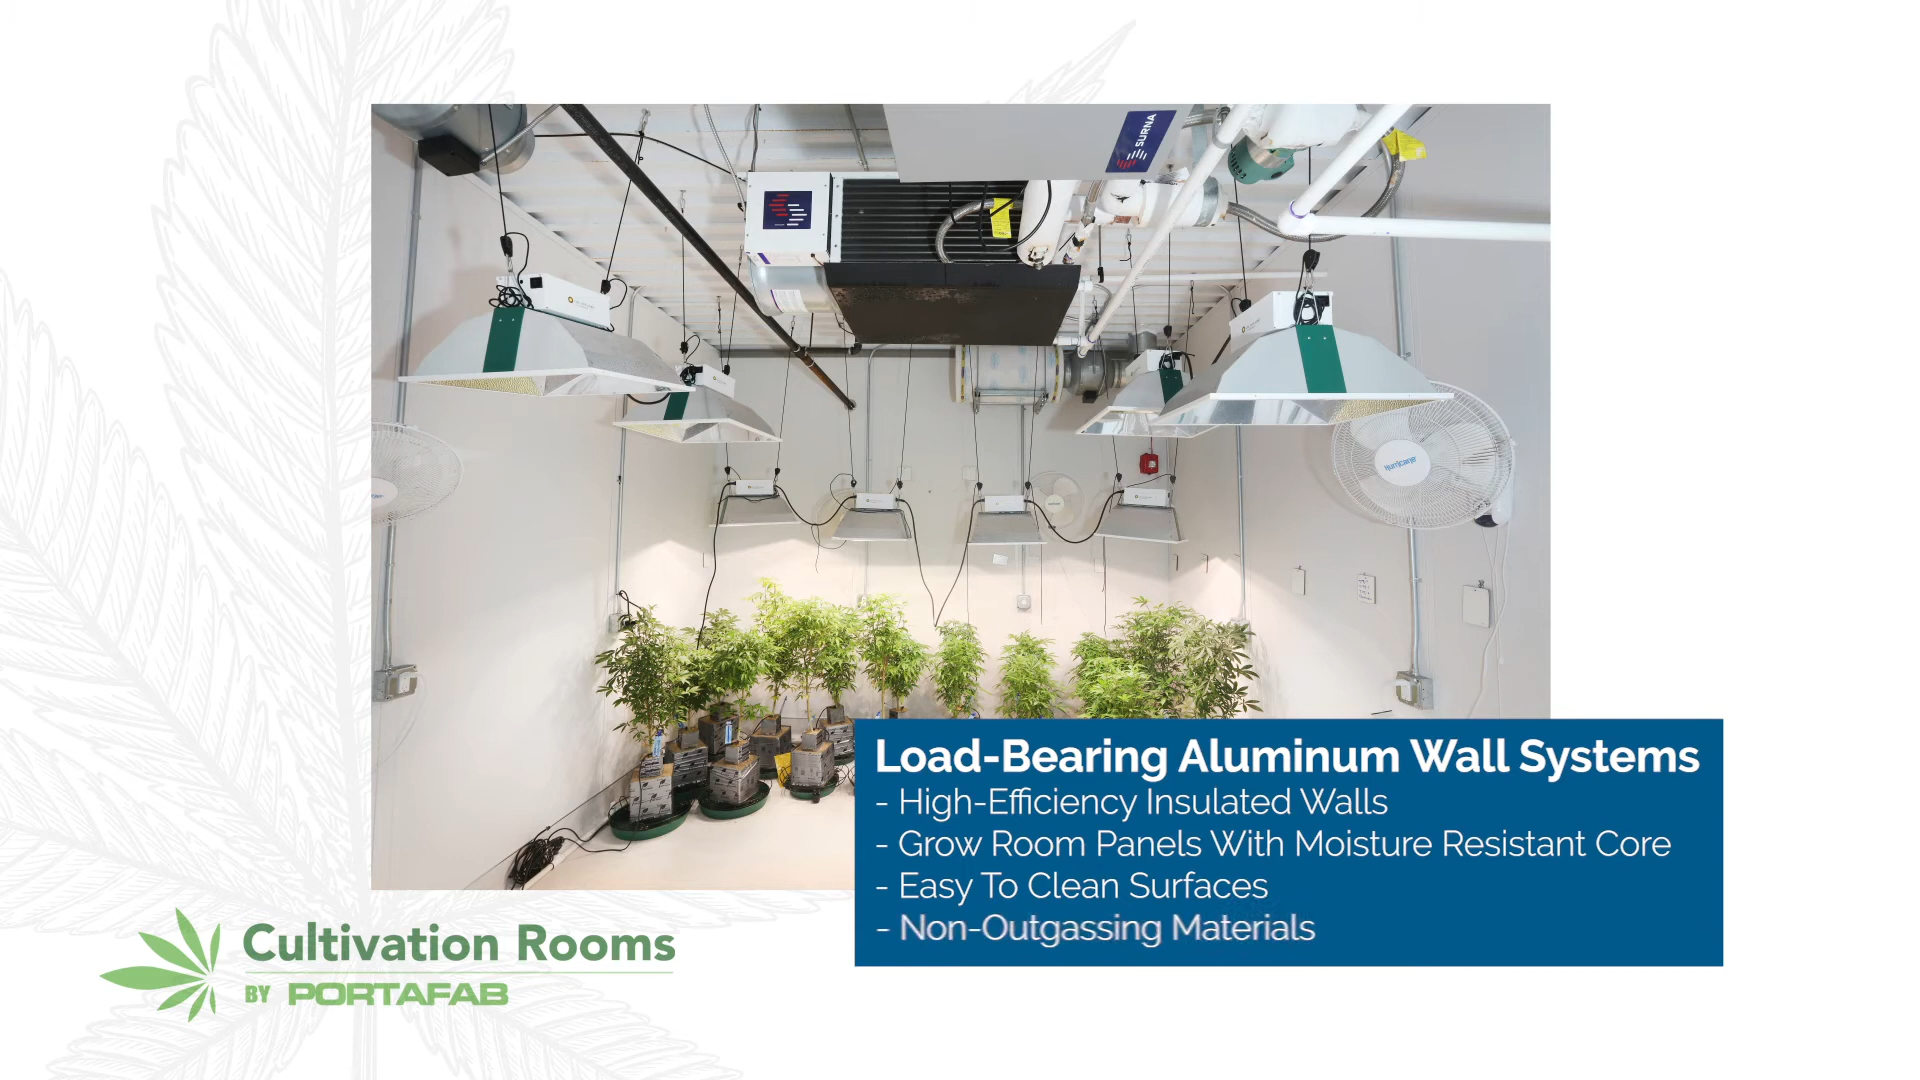 SURNA
Hurricane
Load-Bearing Aluminum Wall Systems
- High-Efficiency Insulated Walls
- Grow Room Panels With Moisture Resistant Core
- Easy To Clean Surfaces
- Non-Outgassing Materials
Cultivation Rooms
BY PORTAFAB